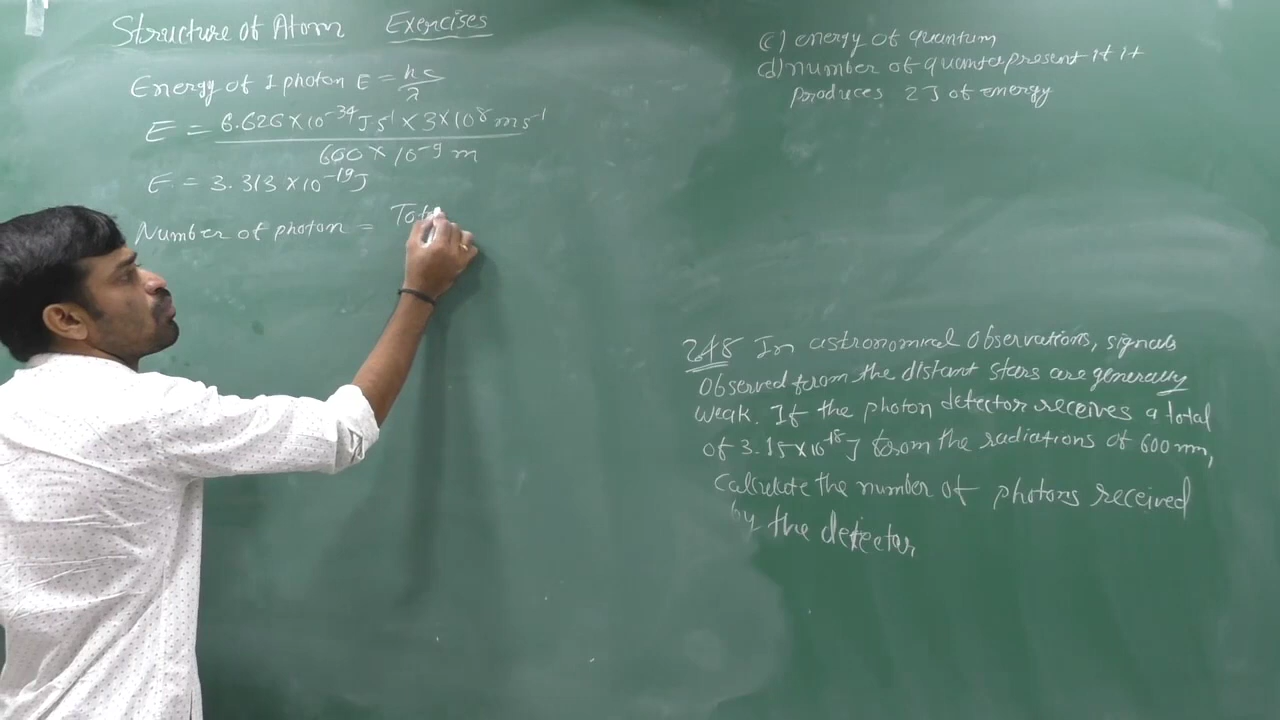 Structure of Atom Exercises
Energy of 1 photon E = hc/λ
E = 6.626 × 10⁻³⁴ J s⁻¹ × 3 × 10⁸ m s⁻¹
600 × 10⁻⁹ m
E = 3.313 × 10⁻¹⁹ J
Number of photon = Tot
(c) energy of quantum
(d) number of quanta present if it
produces 2 J of energy
2.48 In astronomical observations, signals
observed from the distant stars are generally
weak. If the photon detector receives a total
of 3.15 × 10⁻¹⁸ J from the radiations of 600 nm,
calculate the number of photons received
by the detector